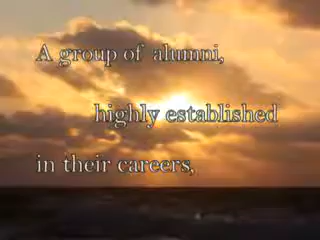 A group of alumni,
highly established
in their careers,